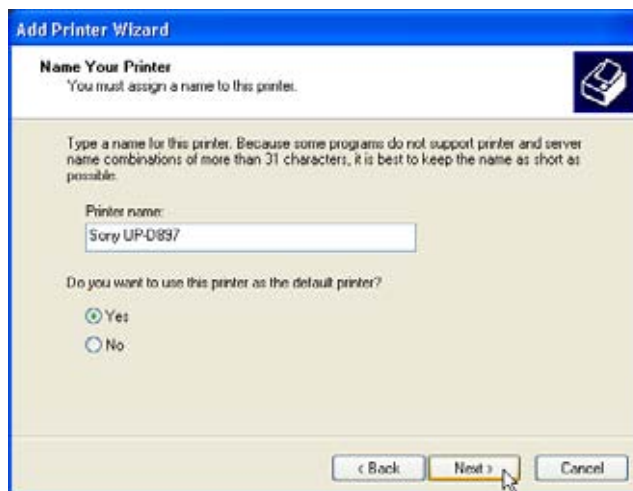 Add Printer Wizard
Name Your Printer
You must assign a name to this printer.
Type a name for this printer. Because some programs do not support printer and server
name combinations of more than 31 characters, it is best to keep the name as short as
possible.
Printer name:
Sony UP-D897
Do you want to use this printer as the default printer?
Yes
No
< Back
Next >
Cancel